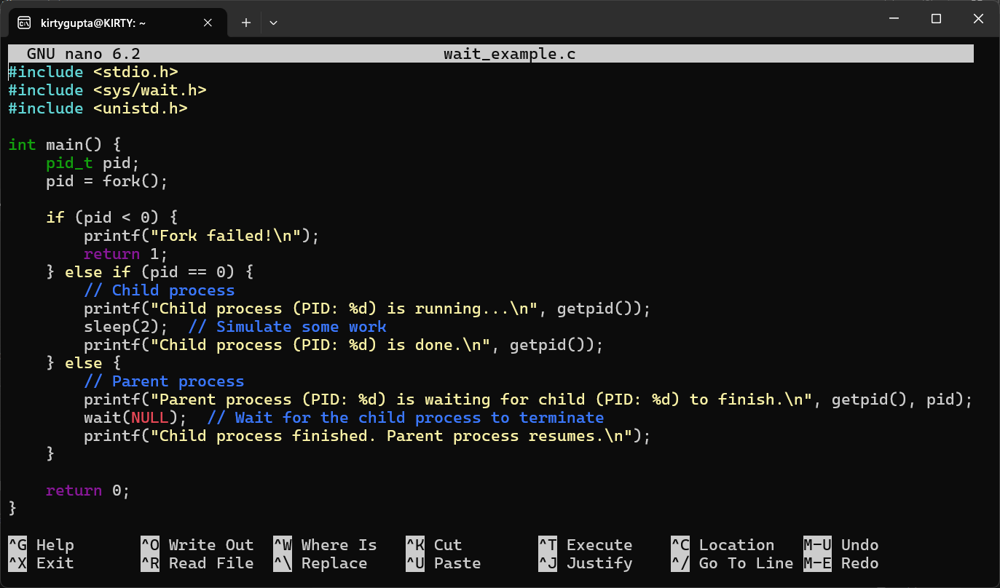 kirtygupta@KIRTY: ~
GNU nano 6.2 wait_example.c
#include <stdio.h>
#include <sys/wait.h>
#include <unistd.h>

int main() {
    pid_t pid;
    pid = fork();

    if (pid < 0) {
        printf("Fork failed!\n");
        return 1;
    } else if (pid == 0) {
        // Child process
        printf("Child process (PID: %d) is running...\n", getpid());
        sleep(2);  // Simulate some work
        printf("Child process (PID: %d) is done.\n", getpid());
    } else {
        // Parent process
        printf("Parent process (PID: %d) is waiting for child (PID: %d) to finish.\n", getpid(), pid);
        wait(NULL);  // Wait for the child process to terminate
        printf("Child process finished. Parent process resumes.\n");
    }

    return 0;
}
^G Help ^O Write Out ^W Where Is ^K Cut ^T Execute ^C Location M-U Undo
^X Exit ^R Read File ^\ Replace ^U Paste ^J Justify ^/ Go To Line M-E Redo